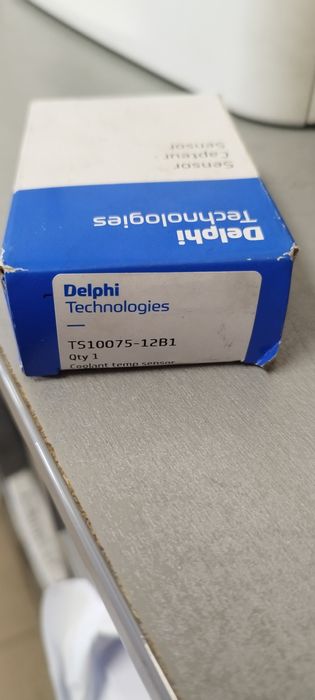 Sensor
Capteur
Sensor
Delphi
Technologies
Delphi
Technologies
TS10075-12B1
Qty 1
Coolant temp sensor